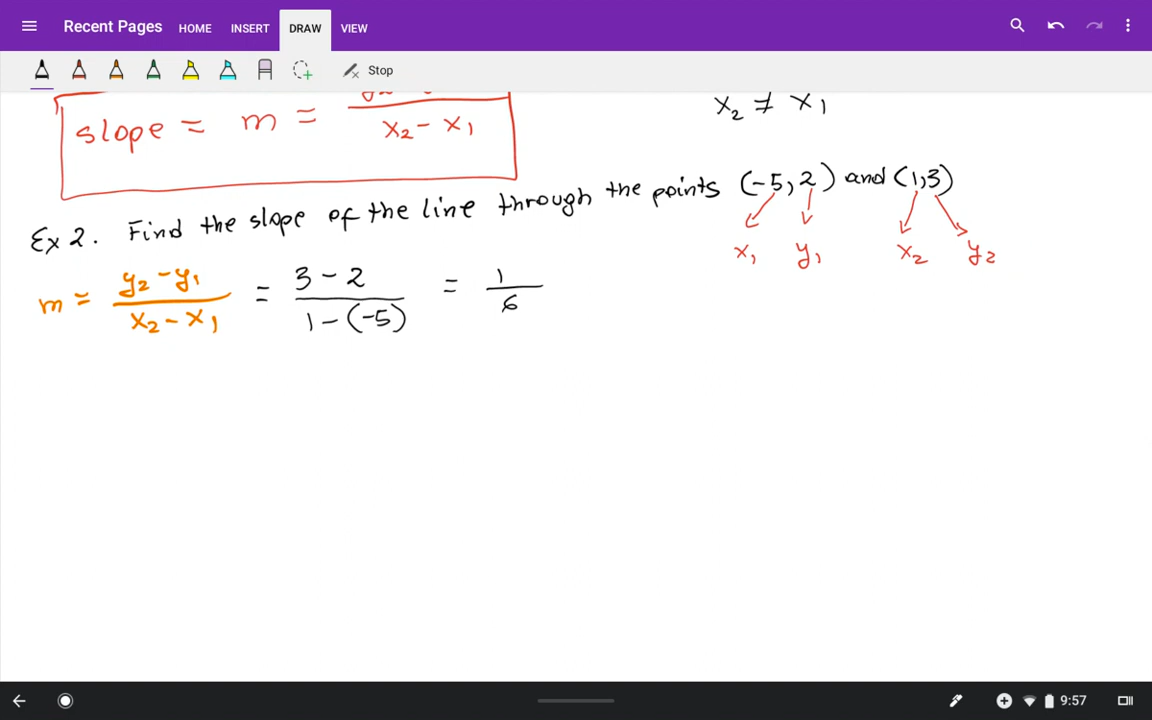 Recent Pages HOME INSERT DRAW VIEW
Stop
slope = m = x₂ - x₁
x₂ ≠ x₁
Ex 2. Find the slope of the line through the points (-5, 2) and (1,3)
x₁ y₁ x₂ y₂
m = y₂ - y₁ / x₂ - x₁ = 3 - 2 / 1 - (-5) = 1 / 6
9:57